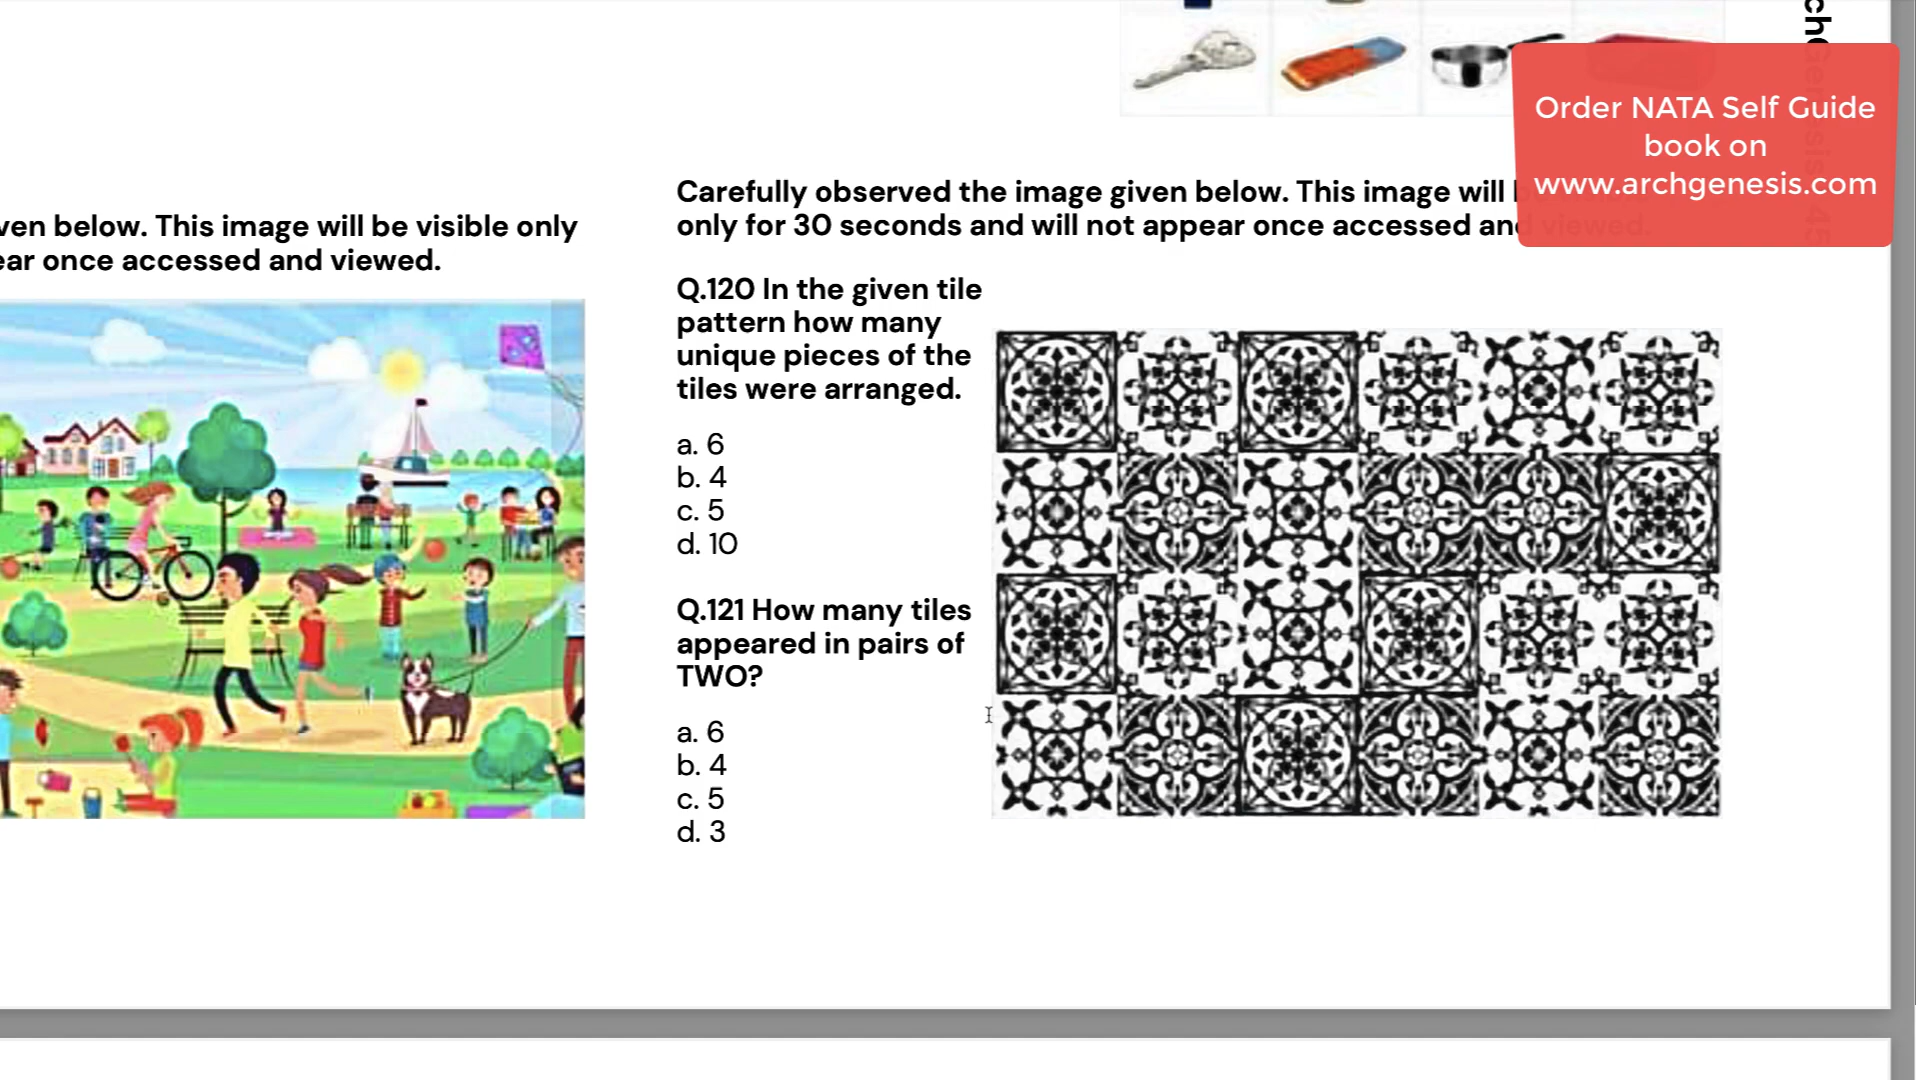 Order NATA Self Guide
book on
www.archgenesis.com
ven below. This image will be visible only
ear once accessed and viewed.
Carefully observed the image given below. This image will
only for 30 seconds and will not appear once accessed and viewed.
Q.120 In the given tile
pattern how many
unique pieces of the
tiles were arranged.
a. 6
b. 4
c. 5
d. 10
Q.121 How many tiles
appeared in pairs of
TWO?
a. 6
b. 4
c. 5
d. 3